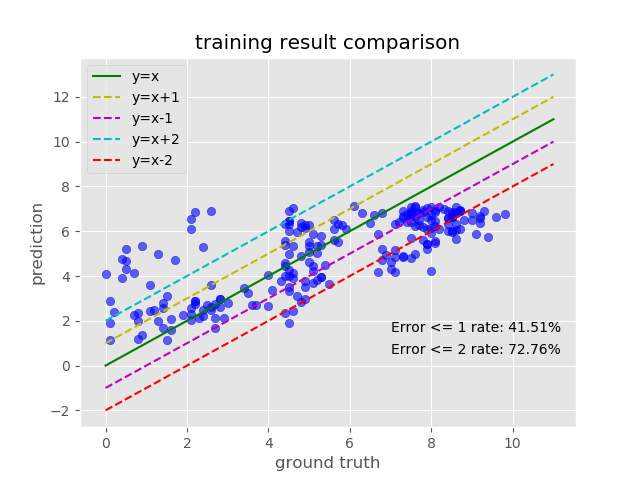 training result comparison
y=x
y=x+1
y=x-1
y=x+2
y=x-2
12
10
8
6
4
2
0
−2
prediction
Error <= 1 rate: 41.51%
Error <= 2 rate: 72.76%
0 2 4 6 8 10
ground truth